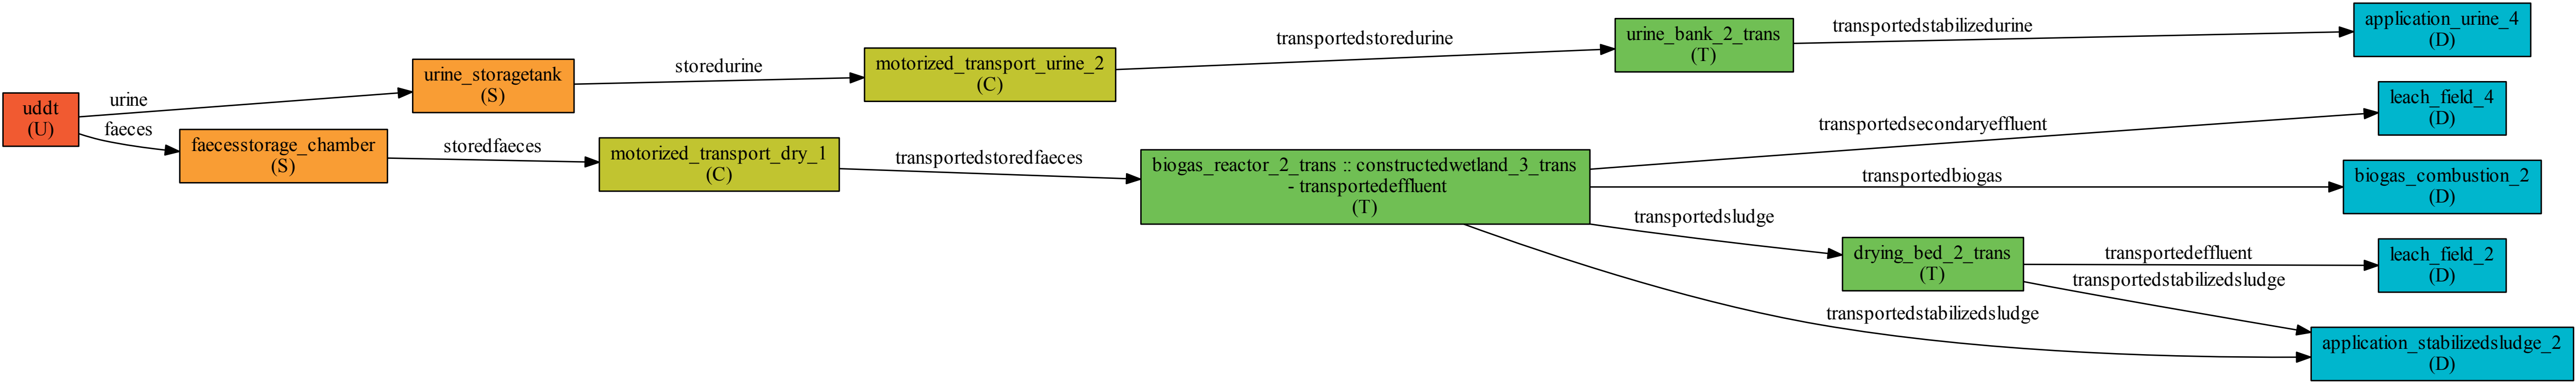 uddt
(U)
urine
faeces
urine_storagetank
(S)
faecesstorage_chamber
(S)
storedurine
storedfaeces
motorized_transport_urine_2
(C)
motorized_transport_dry_1
(C)
transportedstoredurine
transportedstoredfaeces
urine_bank_2_trans
(T)
biogas_reactor_2_trans :: constructedwetland_3_trans
- transportedeffluent
(T)
transportedstabilizedurine
transportedsecondaryeffluent
transportedbiogas
transportedsludge
drying_bed_2_trans
(T)
transportedeffluent
transportedstabilizedsludge
transportedstabilizedsludge
application_urine_4
(D)
leach_field_4
(D)
biogas_combustion_2
(D)
leach_field_2
(D)
application_stabilizedsludge_2
(D)